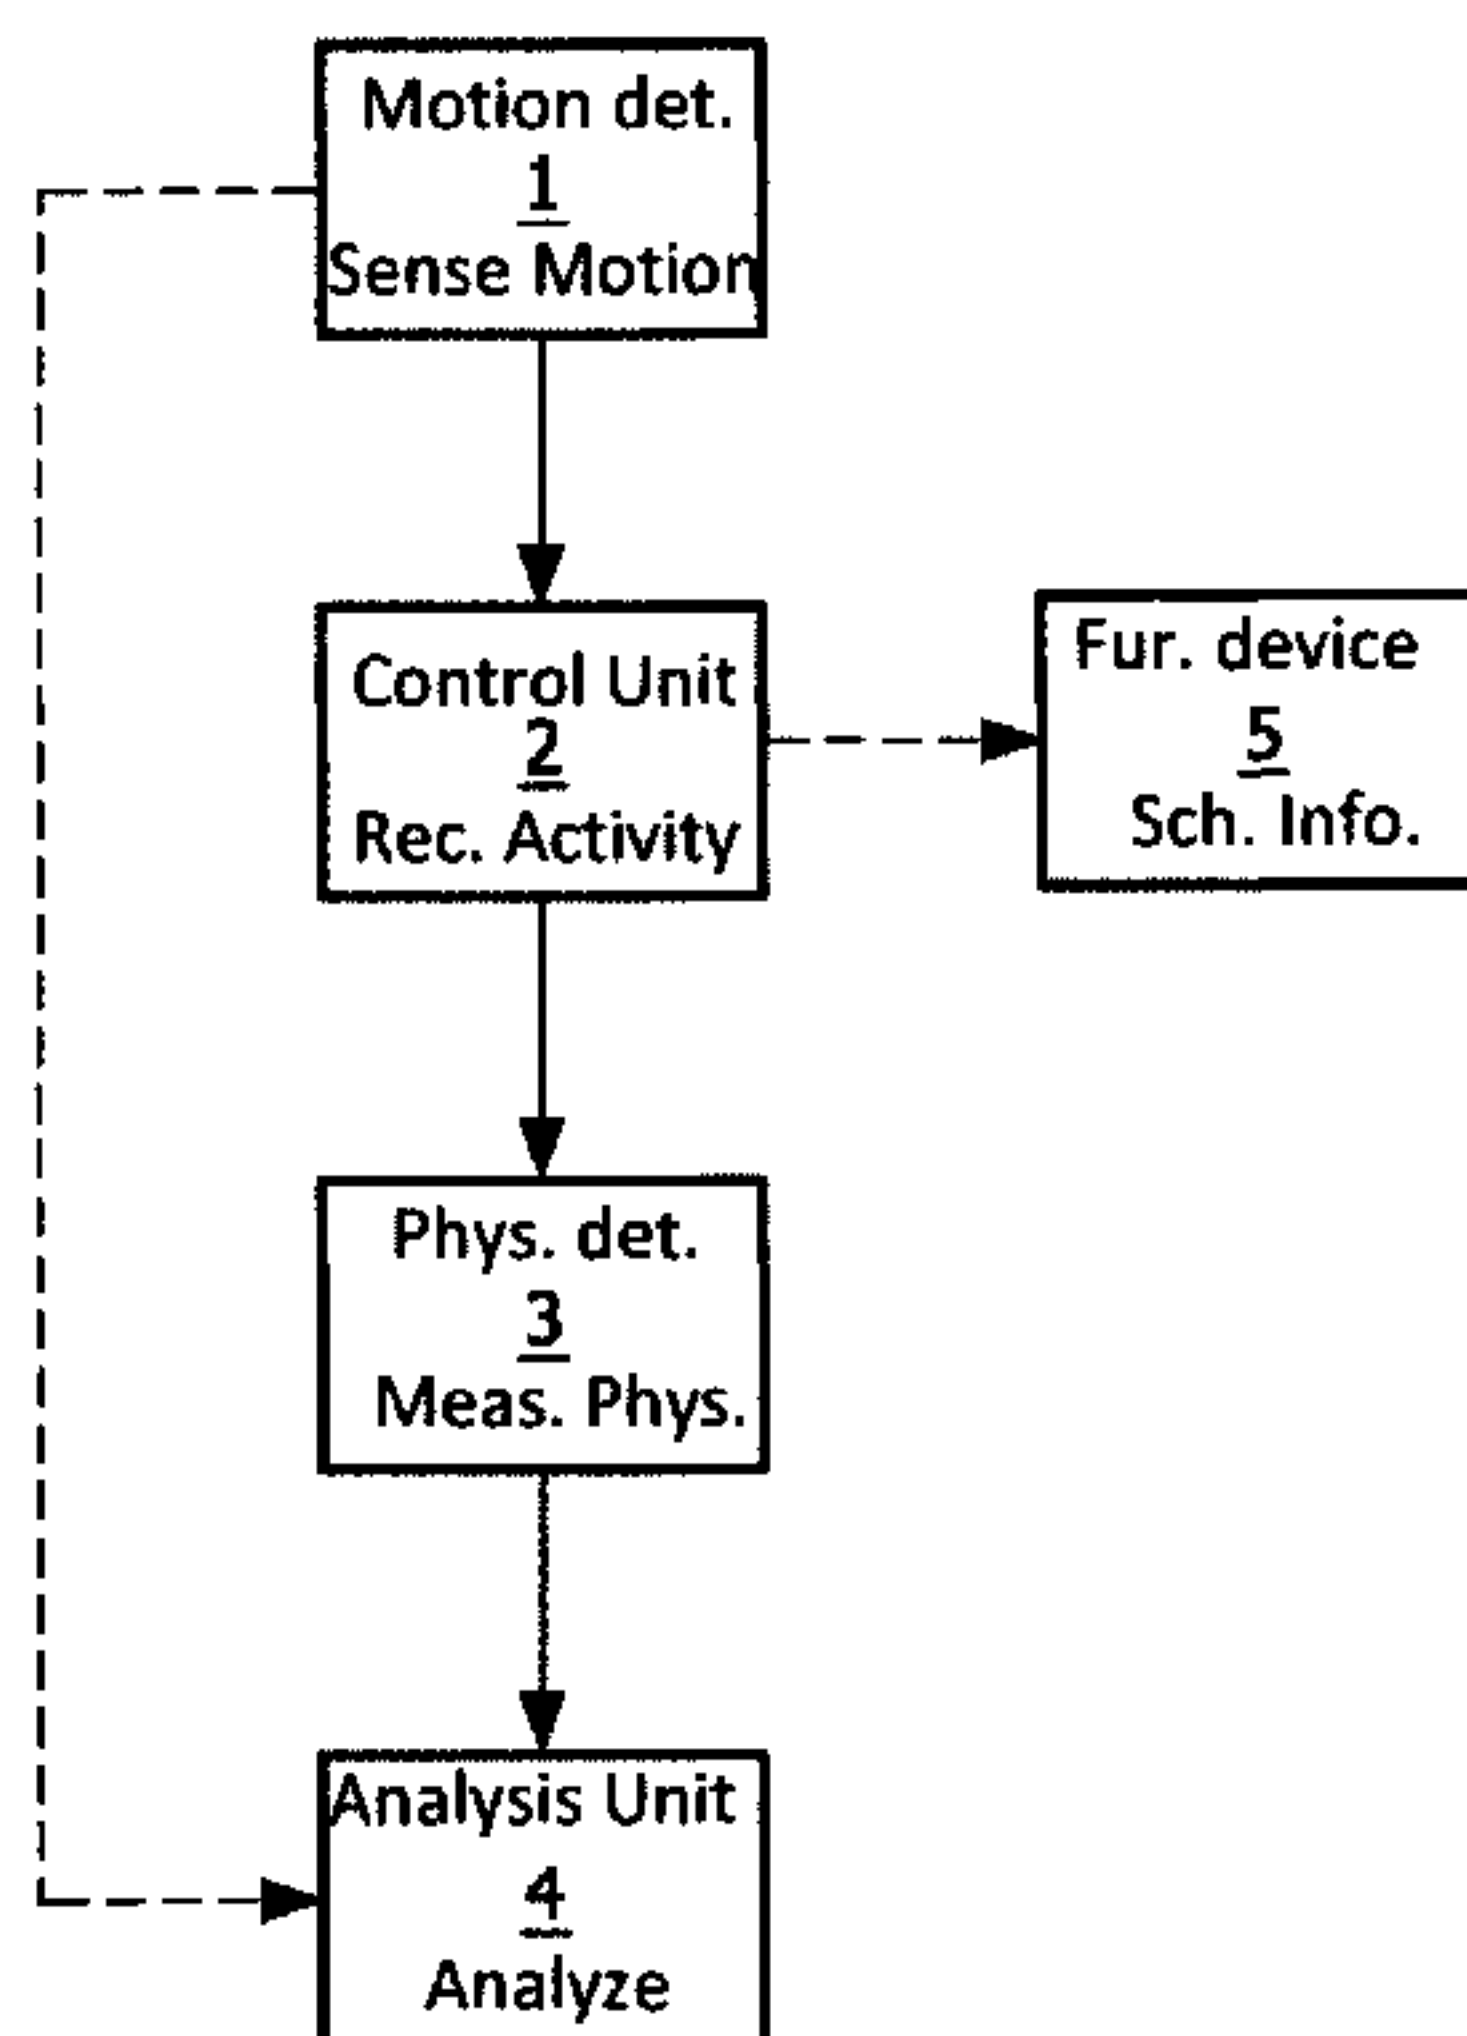 Motion det.
1
Sense Motion
Control Unit
2
Rec. Activity
Fur. device
5
Sch. Info.
Phys. det.
3
Meas. Phys.
Analysis Unit
4
Analyze